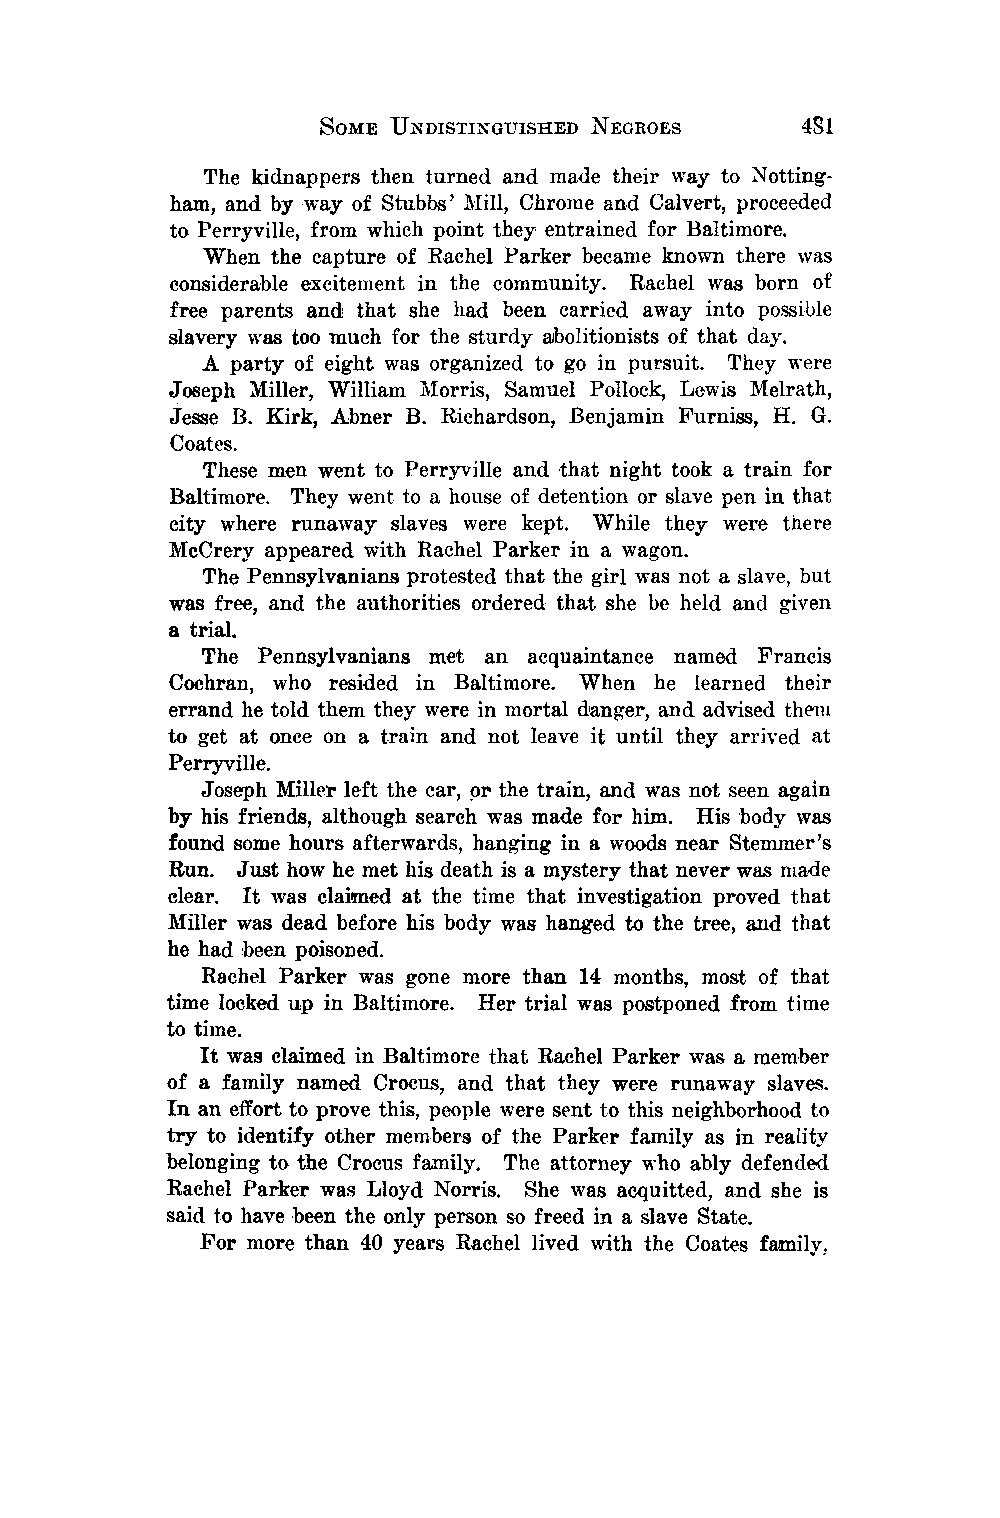 SOME UNDISTINGUISHED NEGROES 481
The kidnappers then turned and made their way to Notting-
ham, and by way of Stubbs' Mill, Chrome and Calvert, proceeded
to Perryville, from which point they entrained for Baltimore.
When the capture of Rachel Parker became known there was
considerable excitement in the community. Rachel was born of
free parents and that she had been carried away into possible
slavery was too much for the sturdy abolitionists of that day.
A party of eight was organized to go in pursuit. They were
Joseph Miller, William Morris, Samuel Pollock, Lewis Melrath,
Jesse B. Kirk, Abner B. Richardson, Benjamin Furniss, H. G.
Coates.
These men went to Perryville and that night took a train for
Baltimore. They went to a house of detention or slave pen in that
city where runaway slaves were kept. While they were there
McCrery appeared with Rachel Parker in a wagon.
The Pennsylvanians protested that the girl was not a slave, but
was free, and the authorities ordered that she be held and given
a trial.
The Pennsylvanians met an acquaintance named Francis
Cochran, who resided in Baltimore. When he learned their
errand he told them they were in mortal danger, and advised them
to get at once on a train and not leave it until they arrived at
Perryville.
Joseph Miller left the car, or the train, and was not seen again
by his friends, although search was made for him. His body was
found some hours afterwards, hanging in a woods near Stemmer's
Run. Just how he met his death is a mystery that never was made
clear. It was claimed at the time that investigation proved that
Miller was dead before his body was hanged to the tree, and that
he had been poisoned.
Rachel Parker was gone more than 14 months, most of that
time locked up in Baltimore. Her trial was postponed from time
to time.
It was claimed in Baltimore that Rachel Parker was a member
of a family named Crocus, and that they were runaway slaves.
In an effort to prove this, people were sent to this neighborhood to
try to identify other members of the Parker family as in reality
belonging to the Crocus family. The attorney who ably defended
Rachel Parker was Lloyd Norris. She was acquitted, and she is
said to have been the only person so freed in a slave State.
For more than 40 years Rachel lived with the Coates family,